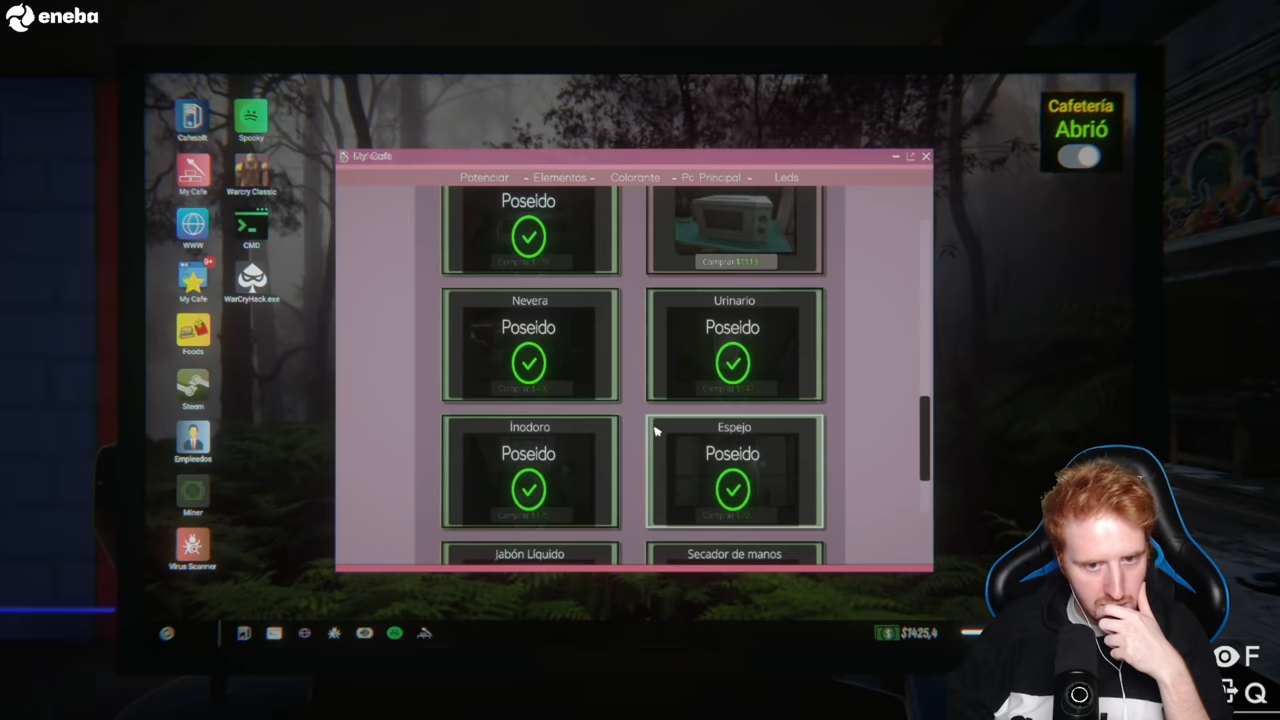 eneba
Cafesoft
Spooky
My Cafe
Warcry Classic
WWW
CMD
9+
My Cafe
WarCryHack.exe
Foods
Steem
Empleados
Miner
Virus Scanner
Cafetería
Abrió
My Cafe
Potenciar - Elementos - Colorante - Pc Principal - Leds
Poseido
Comprar $1113
Nevera
Poseido
Urinario
Poseido
Inodoro
Poseido
Espejo
Poseido
Jabón Líquido
Secador de manos
$1425,4
F
Q